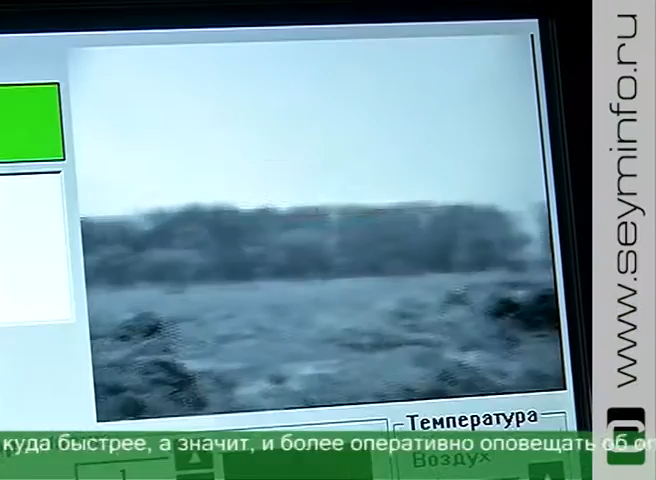 www.seyminfo.ru
Температура
куда быстрее, а значит, и более оперативно оповещать об
Воздух
1